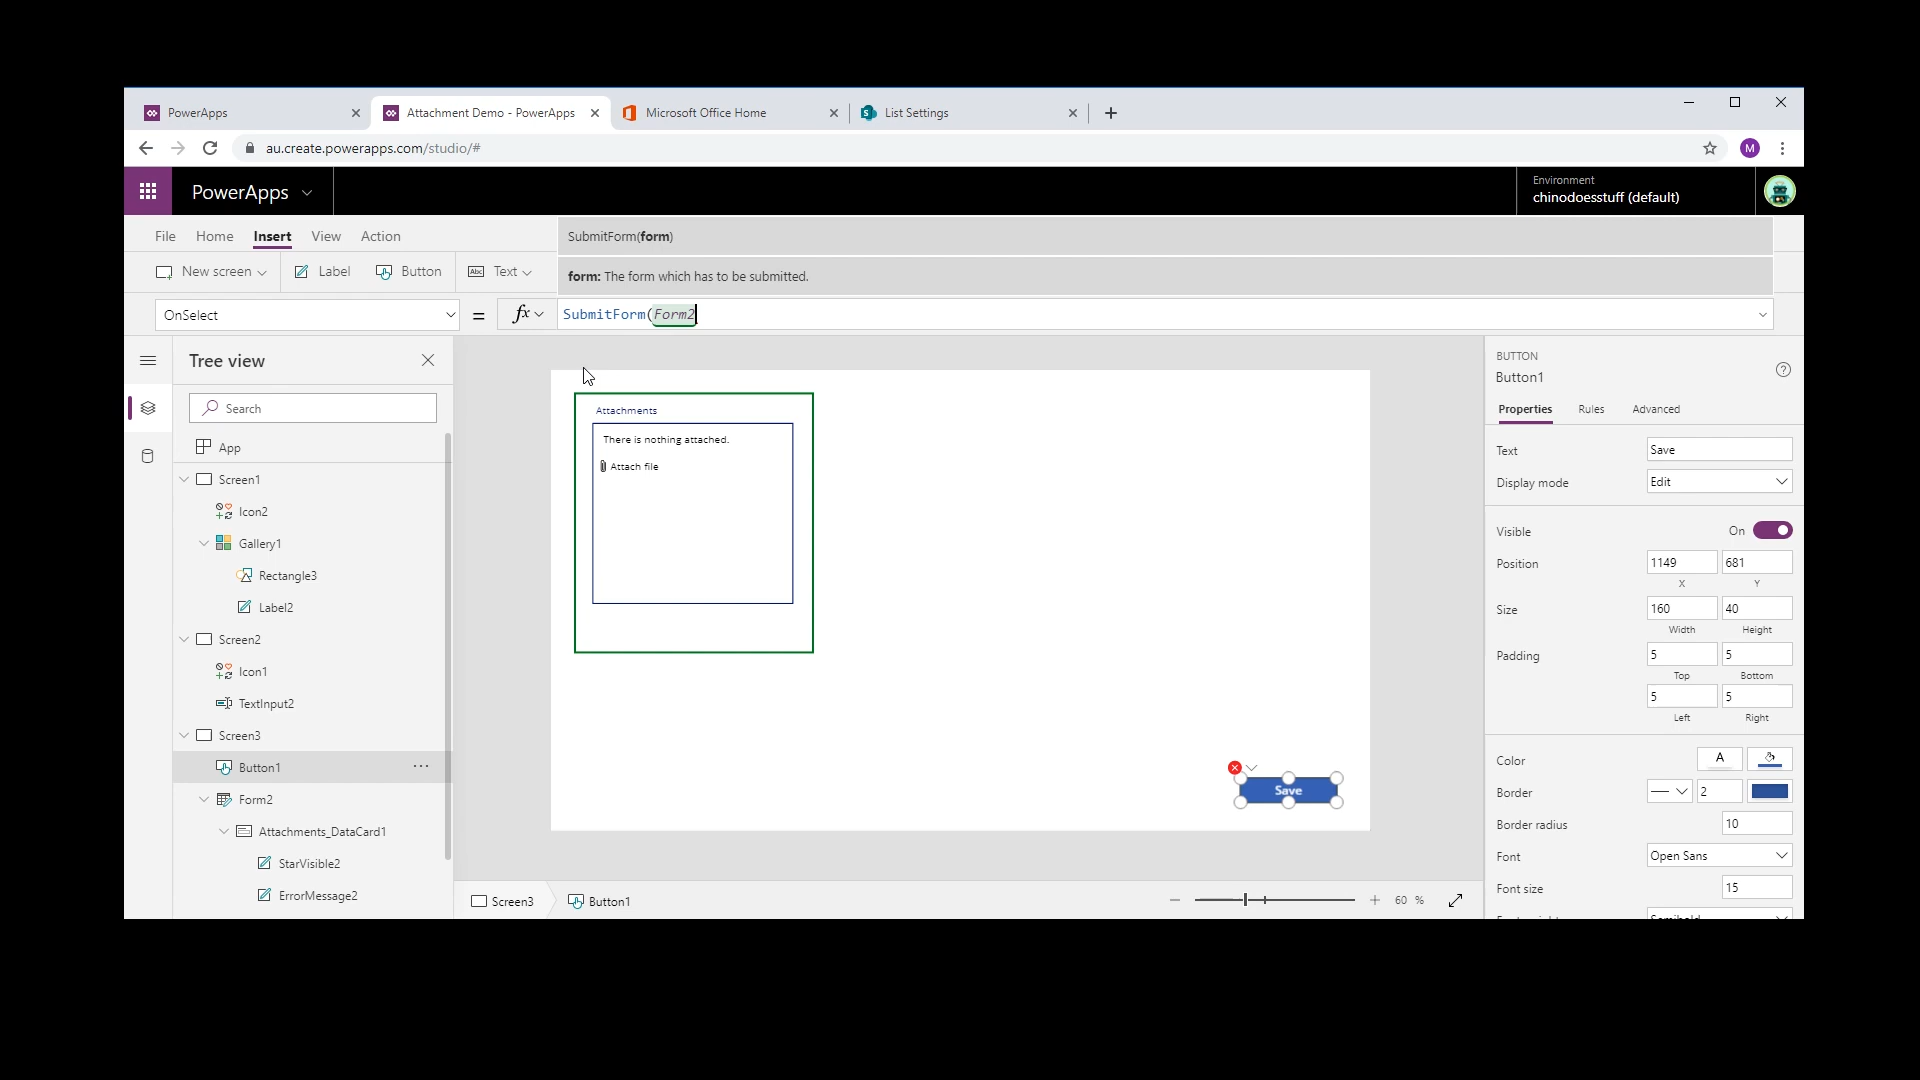 PowerApps
Attachment Demo - PowerApps
Microsoft Office Home
List Settings
au.create.powerapps.com/studio/#
M
PowerApps
Environment
chinodoesstuff (default)
File Home Insert View Action
SubmitForm(form)
New screen Label Button Abc Text
form: The form which has to be submitted.
OnSelect = fx SubmitForm(Form2
Tree view
Search
App
Screen1
Icon2
Gallery1
Rectangle3
Label2
Screen2
Icon1
TextInput2
Screen3
Button1 ...
Form2
Attachments_DataCard1
StarVisible2
ErrorMessage2
Attachments
There is nothing attached.
Attach file
Save
Screen3 Button1
60 %
BUTTON
Button1
Properties Rules Advanced
Text Save
Display mode Edit
Visible On
Position 1149 681
X Y
Size 160 40
Width Height
Padding 5 5
Top Bottom
5 5
Left Right
Color A
Border 2
Border radius 10
Font Open Sans
Font size 15